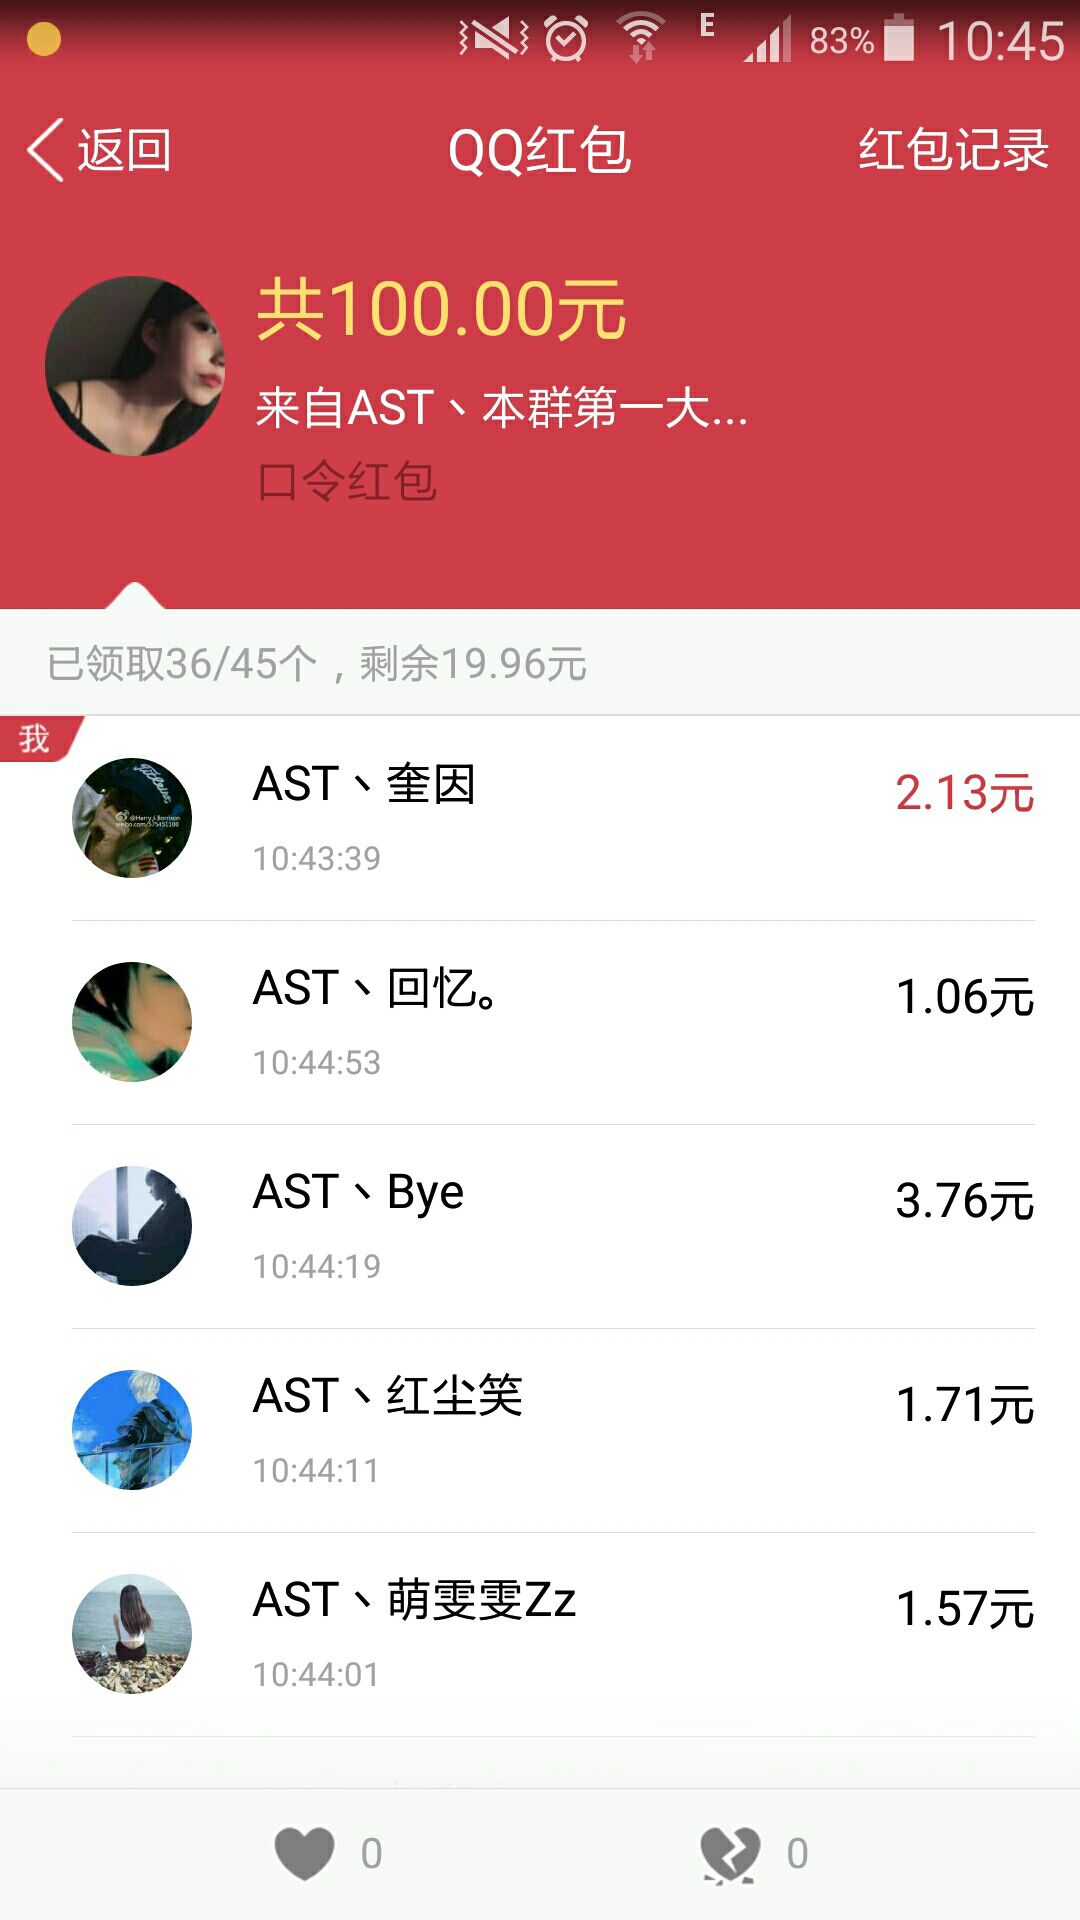 E 83% 10:45
返回 QQ红包 红包记录
共100.00元
来自AST丶本群第一大...
口令红包
已领取36/45个，剩余19.96元
我
AST丶奎因 2.13元
10:43:39
AST丶回忆。 1.06元
10:44:53
AST丶Bye 3.76元
10:44:19
AST丶红尘笑 1.71元
10:44:11
AST丶萌雯雯Zz 1.57元
10:44:01
0 0